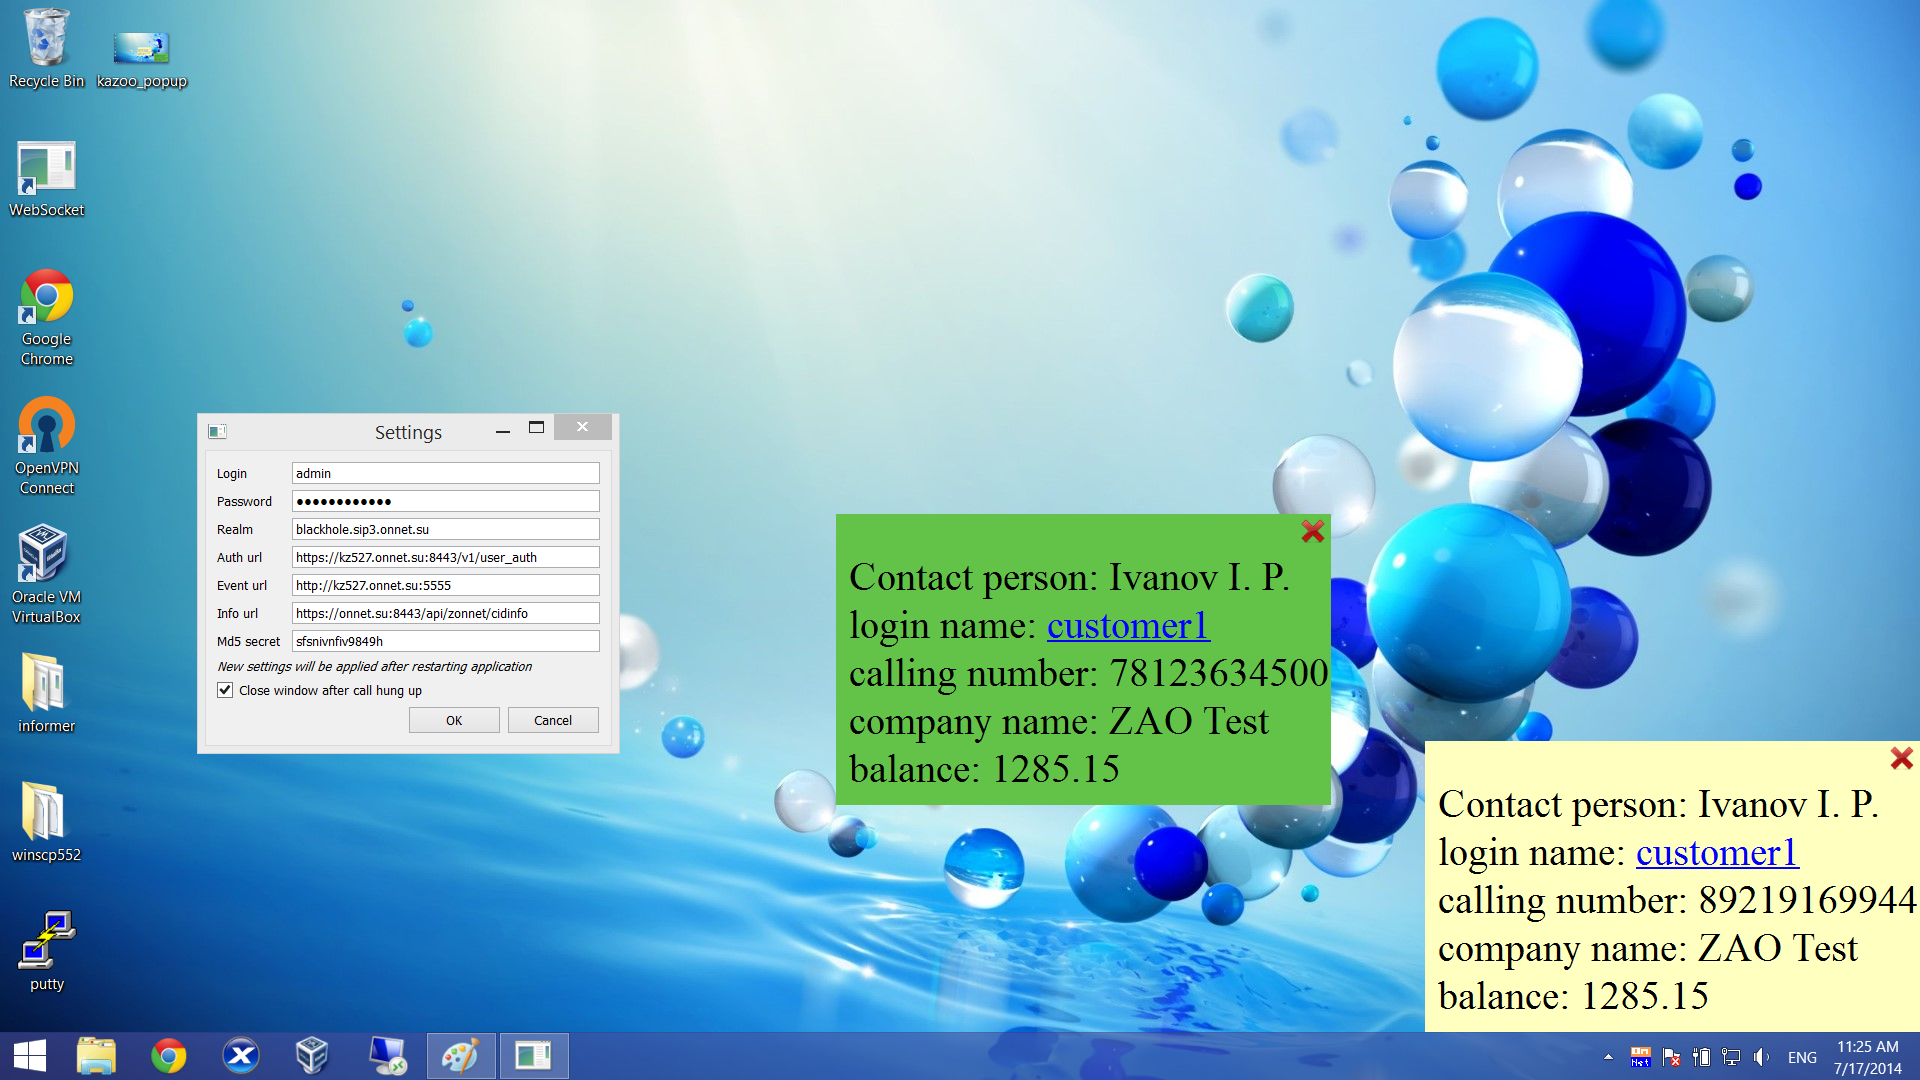 Recycle Bin
kazoo_popup
WebSocket
Google
Chrome
OpenVPN
Connect
Oracle VM
VirtualBox
informer
winscp552
putty
Settings
Login admin
Password ●●●●●●●●●●●●
Realm blackhole.sip3.onnet.su
Auth url https://kz527.onnet.su:8443/v1/user_auth
Event url http://kz527.onnet.su:5555
Info url https://onnet.su:8443/api/zonnet/cidinfo
Md5 secret sfsnivnfiv9849h
New settings will be applied after restarting application
Close window after call hung up
OK Cancel
Contact person: Ivanov I. P.
login name: customer1
calling number: 78123634500
company name: ZAO Test
balance: 1285.15
Contact person: Ivanov I. P.
login name: customer1
calling number: 89219169944
company name: ZAO Test
balance: 1285.15
On
Net
ENG
11:25 AM
7/17/2014